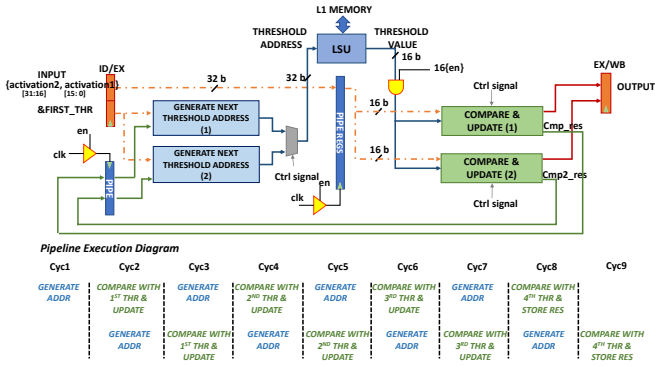 L1 MEMORY
THRESHOLD
ADDRESS
THRESHOLD
VALUE
LSU
16 b
16{en}
ID/EX
EX/WB
INPUT
{activation2, activation1}
[31:16] [15: 0]
32 b
32 b
Ctrl signal
OUTPUT
&FIRST_THR
GENERATE NEXT
THRESHOLD ADDRESS
(1)
16 b
COMPARE &
UPDATE (1)
Cmp_res
en
clk
PIPE
GENERATE NEXT
THRESHOLD ADDRESS
(2)
PIPE REGS
16 b
COMPARE &
UPDATE (2)
Cmp2_res
Ctrl signal
en
clk
Ctrl signal
Pipeline Execution Diagram
Cyc1 Cyc2 Cyc3 Cyc4 Cyc5 Cyc6 Cyc7 Cyc8 Cyc9
GENERATE COMPARE WITH GENERATE COMPARE WITH GENERATE COMPARE WITH GENERATE COMPARE WITH
ADDR 1ST THR & ADDR 2ND THR & ADDR 3RD THR & ADDR 4TH THR &
UPDATE UPDATE UPDATE STORE RES
GENERATE COMPARE WITH GENERATE COMPARE WITH GENERATE COMPARE WITH GENERATE COMPARE WITH
ADDR 1ST THR & ADDR 2ND THR & ADDR 3RD THR & ADDR 4TH THR &
UPDATE UPDATE UPDATE STORE RES